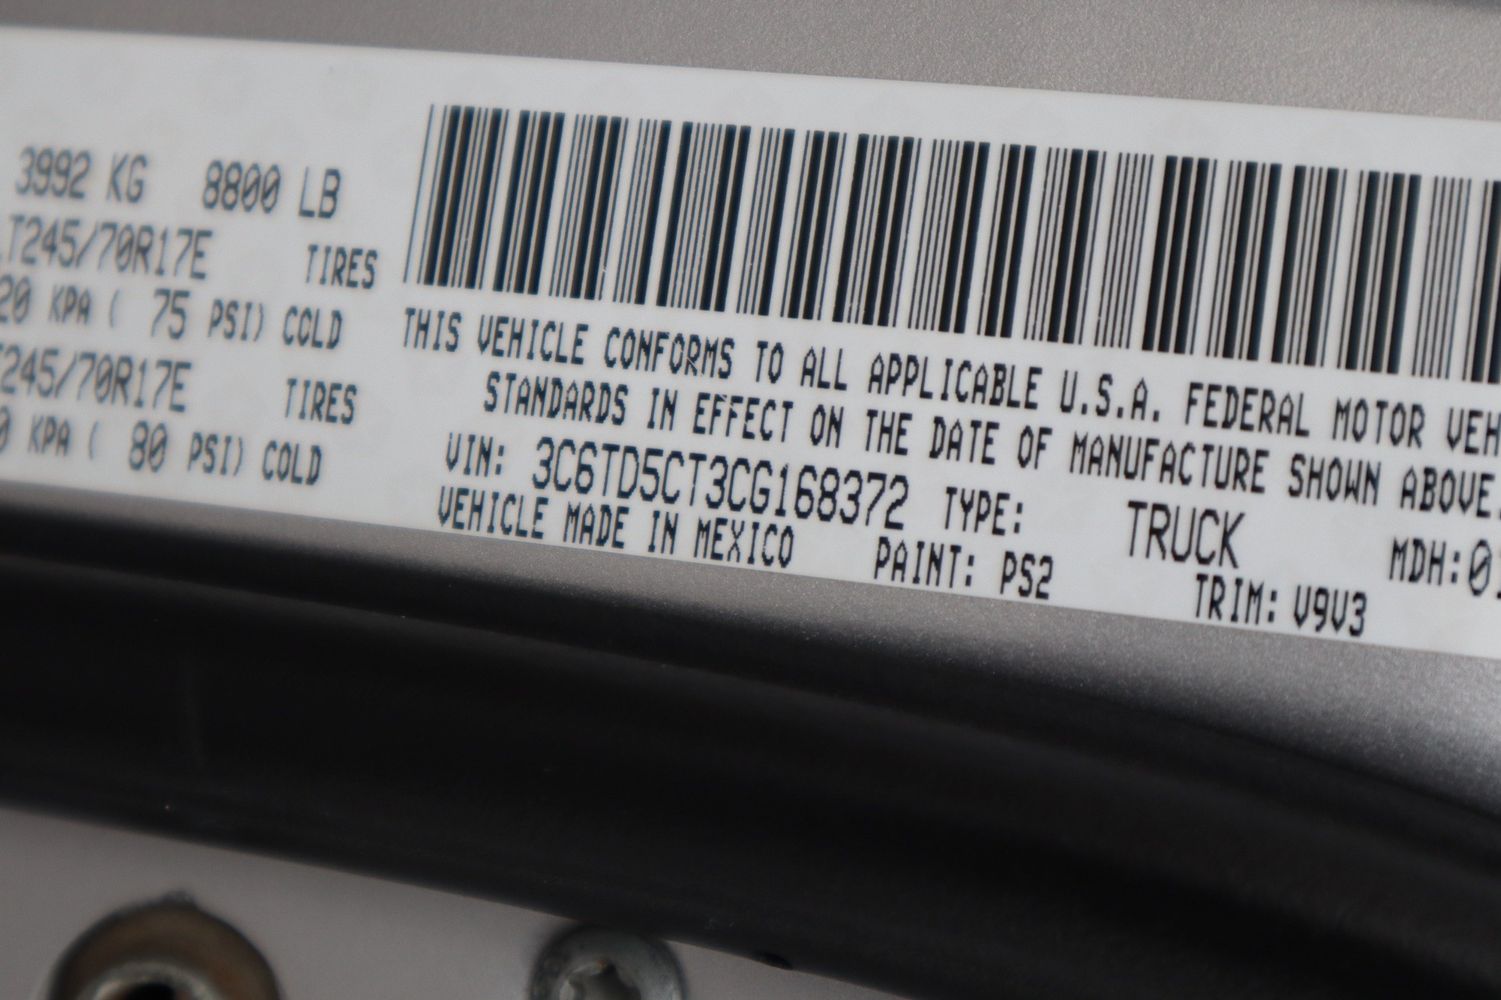 3992 KG 8800 LB
T245/70R17E TIRES
20 KPA ( 75 PSI) COLD
245/70R17E TIRES
0 KPA ( 80 PSI) COLD
THIS VEHICLE CONFORMS TO ALL APPLICABLE U.S.A. FEDERAL MOTOR VEH
STANDARDS IN EFFECT ON THE DATE OF MANUFACTURE SHOWN ABOVE.
VIN: 3C6TD5CT3CG168372 TYPE: TRUCK MDH:0
VEHICLE MADE IN MEXICO PAINT: PS2 TRIM: V9V3